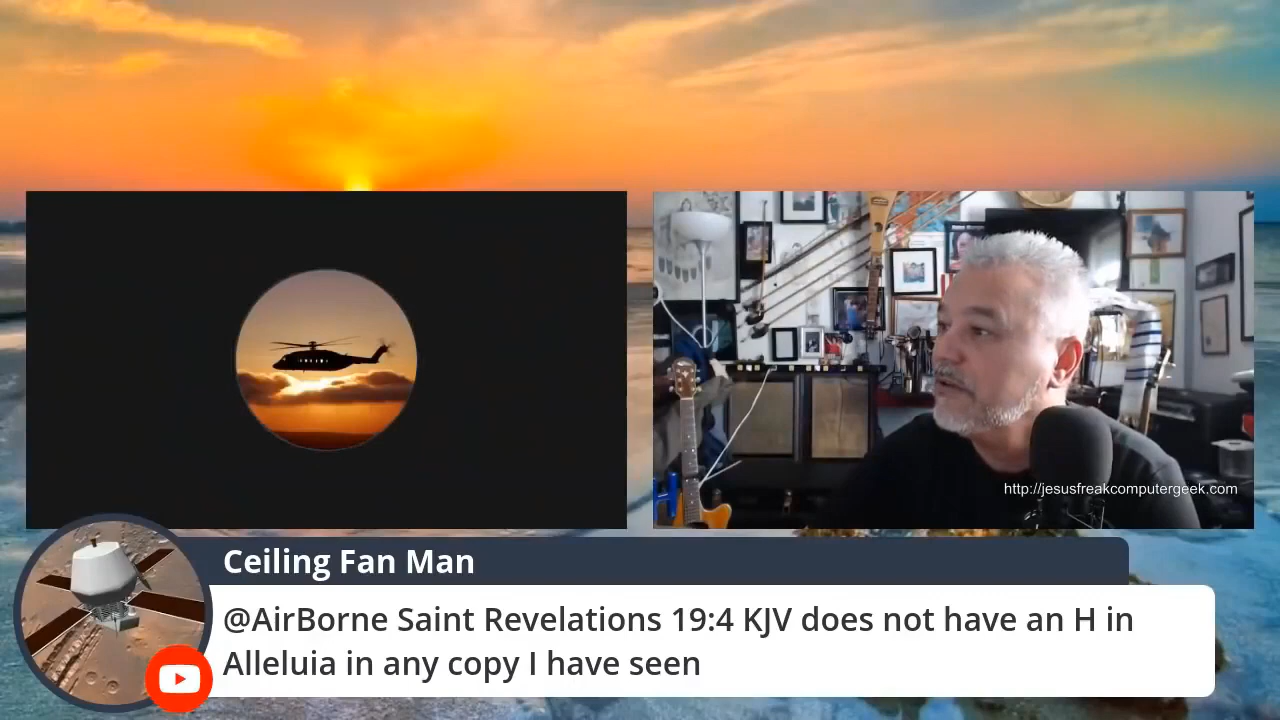 http://jesusfreakcomputergeek.com
Ceiling Fan Man
@AirBorne Saint Revelations 19:4 KJV does not have an H in
Alleluia in any copy I have seen